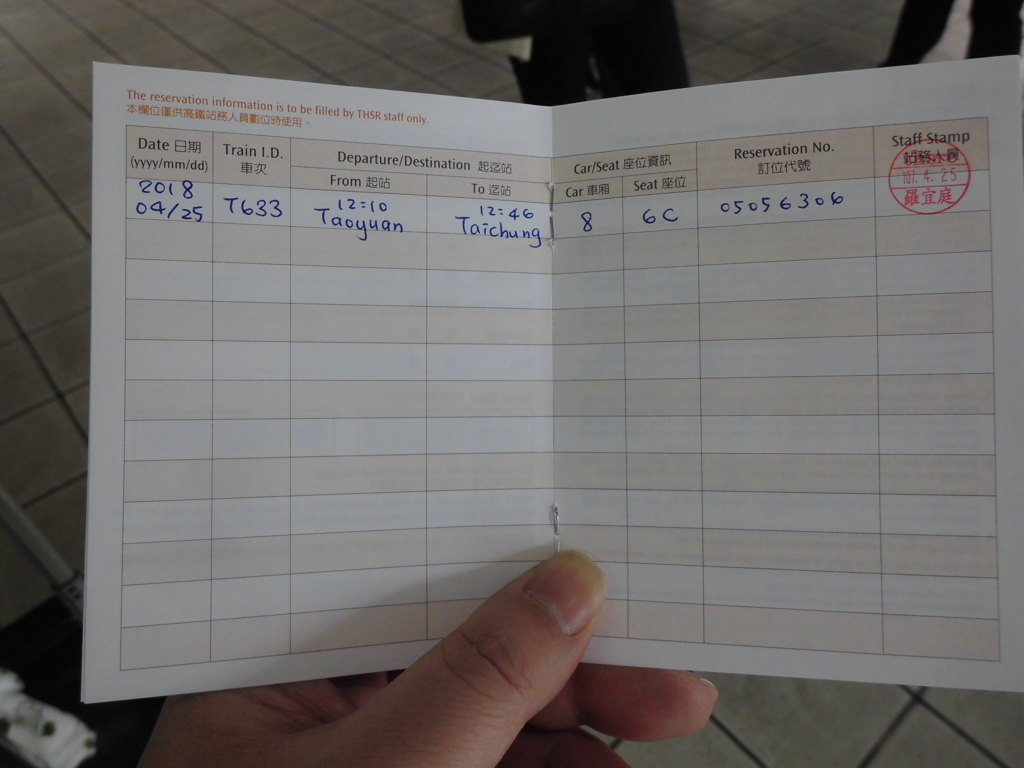 The reservation information is to be filled by THSR staff only.
本欄位僅供高鐵站務人員劃位時使用。
Date 日期
(yyyy/mm/dd)
Train I.D.
車次
Departure/Destination 起迄站
From 起站
To 迄站
Car/Seat 座位資訊
Car 車廂
Seat 座位
Reservation No.
訂位代號
Staff Stamp
站務人員
2018
04/25
T633
12:10
Taoyuan
12:46
Taichung
8
6C
05056306
107.4.25
羅宜庭